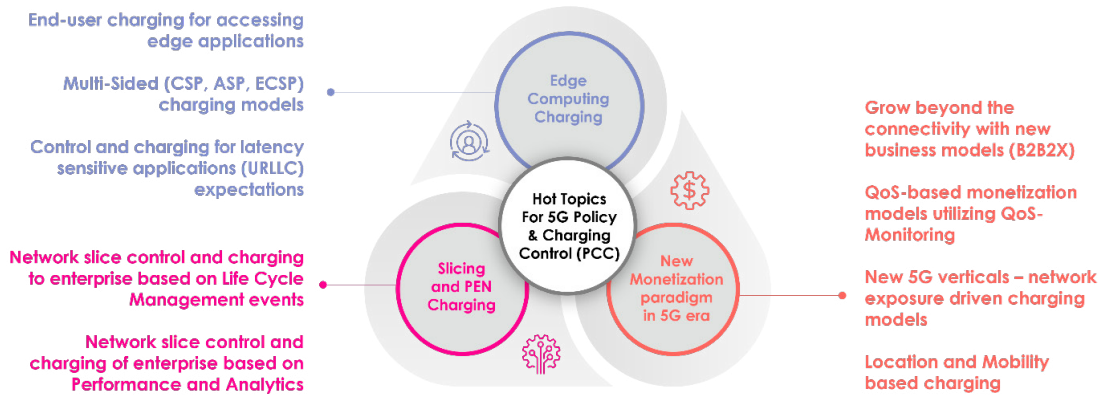 End-user charging for accessing
edge applications
Multi-Sided (CSP, ASP, ECSP)
charging models
Control and charging for latency
sensitive applications (URLLC)
expectations
Network slice control and charging
to enterprise based on Life Cycle
Management events
Network slice control and
charging of enterprise based on
Performance and Analytics
Edge
Computing
Charging
Hot Topics
For 5G Policy
& Charging
Control (PCC)
Slicing
and PEN
Charging
New
Monetization
paradigm
in 5G era
$
Grow beyond the
connectivity with new
business models (B2B2X)
QoS-based monetization
models utilizing QoS-
Monitoring
New 5G verticals – network
exposure driven charging
models
Location and Mobility
based charging